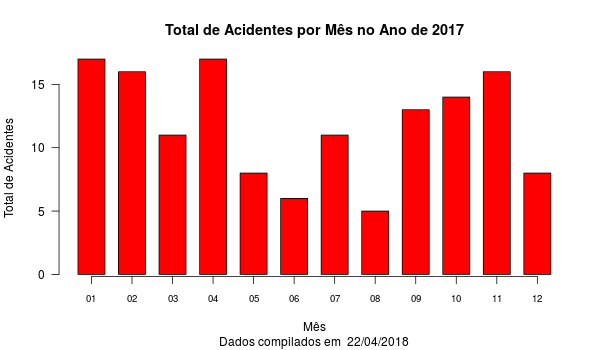 Total de Acidentes por Mês no Ano de 2017
Total de Acidentes
15
10
5
0
01 02 03 04 05 06 07 08 09 10 11 12
Mês
Dados compilados em 22/04/2018